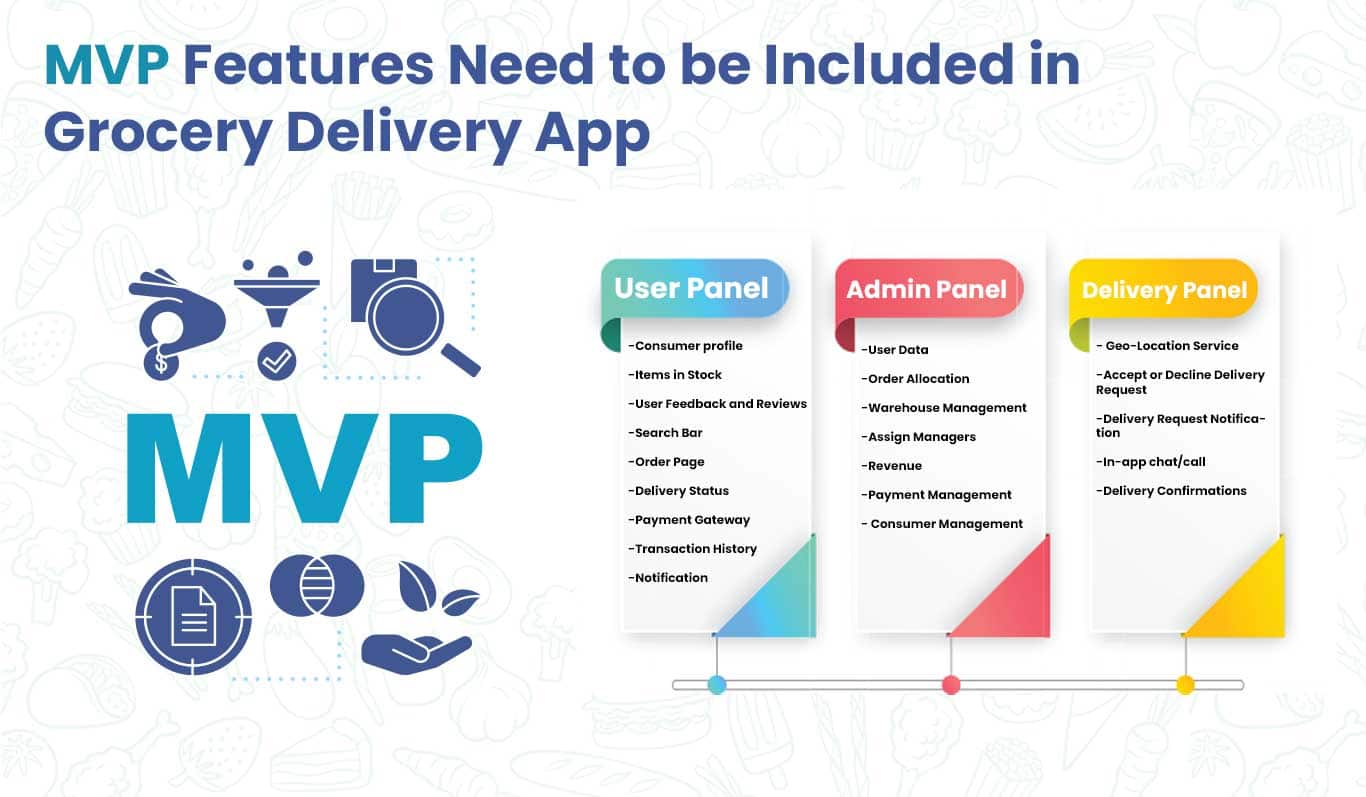 MVP Features Need to be Included in
Grocery Delivery App
$
MVP
User Panel
-Consumer profile
-Items in Stock
-User Feedback and Reviews
-Search Bar
-Order Page
-Delivery Status
-Payment Gateway
-Transaction History
-Notification
Admin Panel
-User Data
-Order Allocation
-Warehouse Management
-Assign Managers
-Revenue
-Payment Management
- Consumer Management
Delivery Panel
- Geo-Location Service
-Accept or Decline Delivery
Request
-Delivery Request Notifica-
tion
-In-app chat/call
-Delivery Confirmations